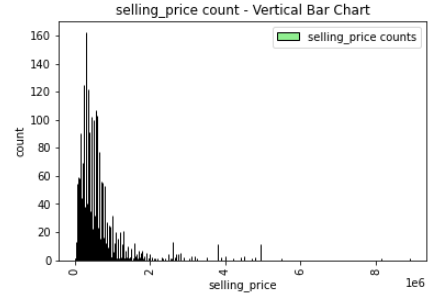 selling_price count - Vertical Bar Chart
selling_price counts
160
140
120
100
80
60
40
20
0
count
0 2 4 6 8
1e6
selling_price